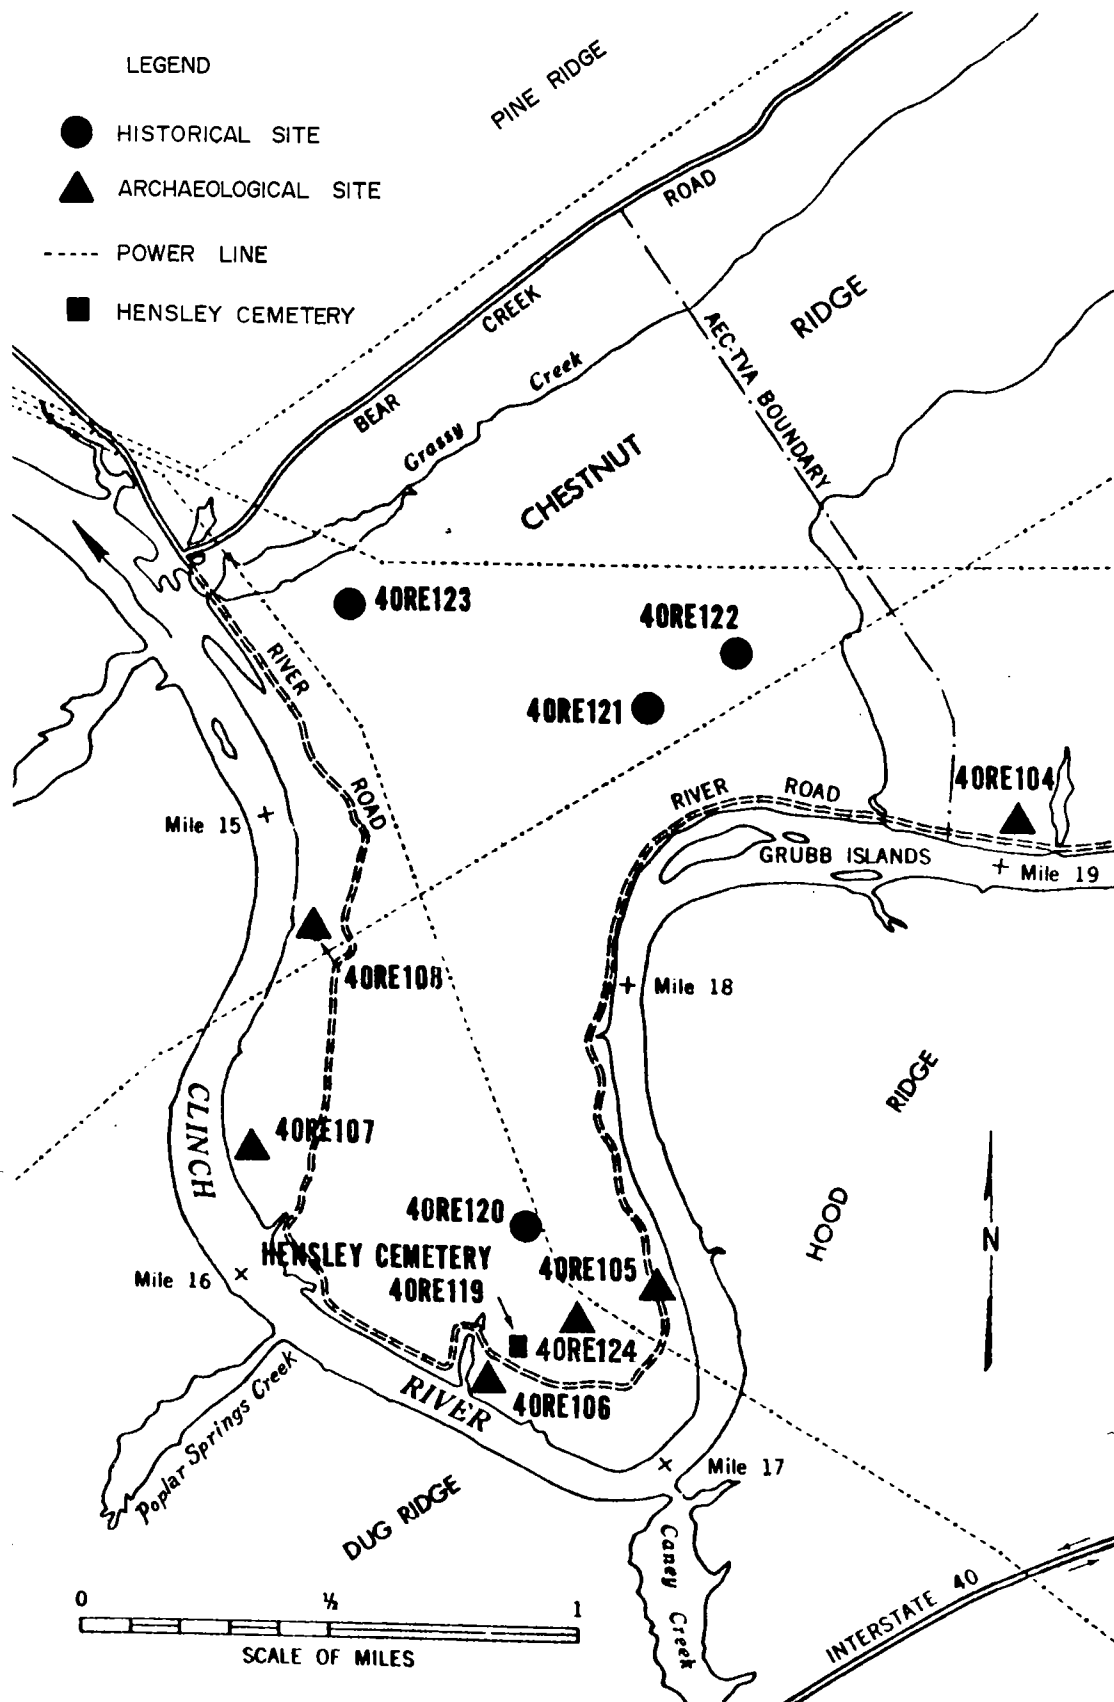 LEGEND
HISTORICAL SITE
ARCHAEOLOGICAL SITE
POWER LINE
HENSLEY CEMETERY
PINE RIDGE
BEAR CREEK ROAD
Grassy Creek
CHESTNUT RIDGE
AEC-TVA BOUNDARY
40RE123
40RE122
40RE121
RIVER ROAD
40RE104
RIVER ROAD
GRUBB ISLANDS
Mile 15
Mile 19
40RE108
Mile 18
CLINCH RIVER
40RE107
HOOD RIDGE
N
40RE120
HENSLEY CEMETERY
40RE119
40RE105
Mile 16
40RE124
40RE106
Poplar Springs Creek
Mile 17
DUG RIDGE
Caney Creek
INTERSTATE 40
0 ½ 1
SCALE OF MILES